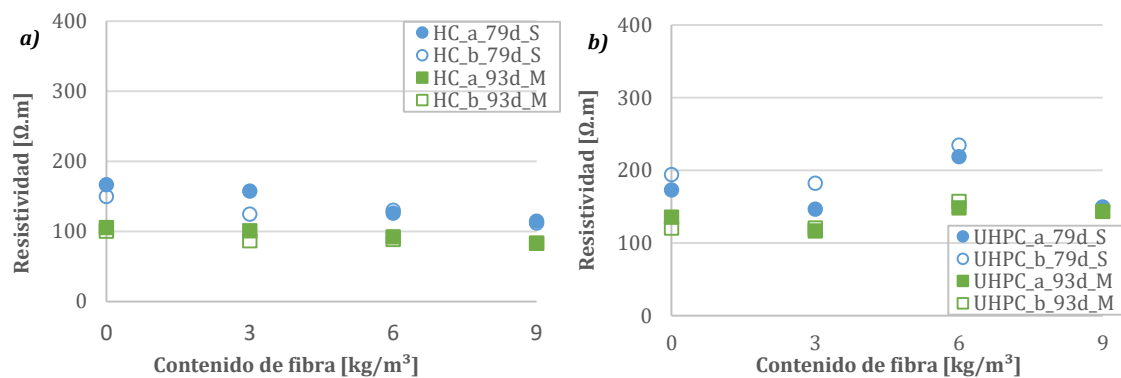 a)
400
300
200
100
0
Resistividad [Ω.m]
0 3 6 9
Contenido de fibra [kg/m³]
HC_a_79d_S
HC_b_79d_S
HC_a_93d_M
HC_b_93d_M
b)
400
300
200
100
0
Resistividad [Ω.m]
0 3 6 9
Contenido de fibra [kg/m³]
UHPC_a_79d_S
UHPC_b_79d_S
UHPC_a_93d_M
UHPC_b_93d_M